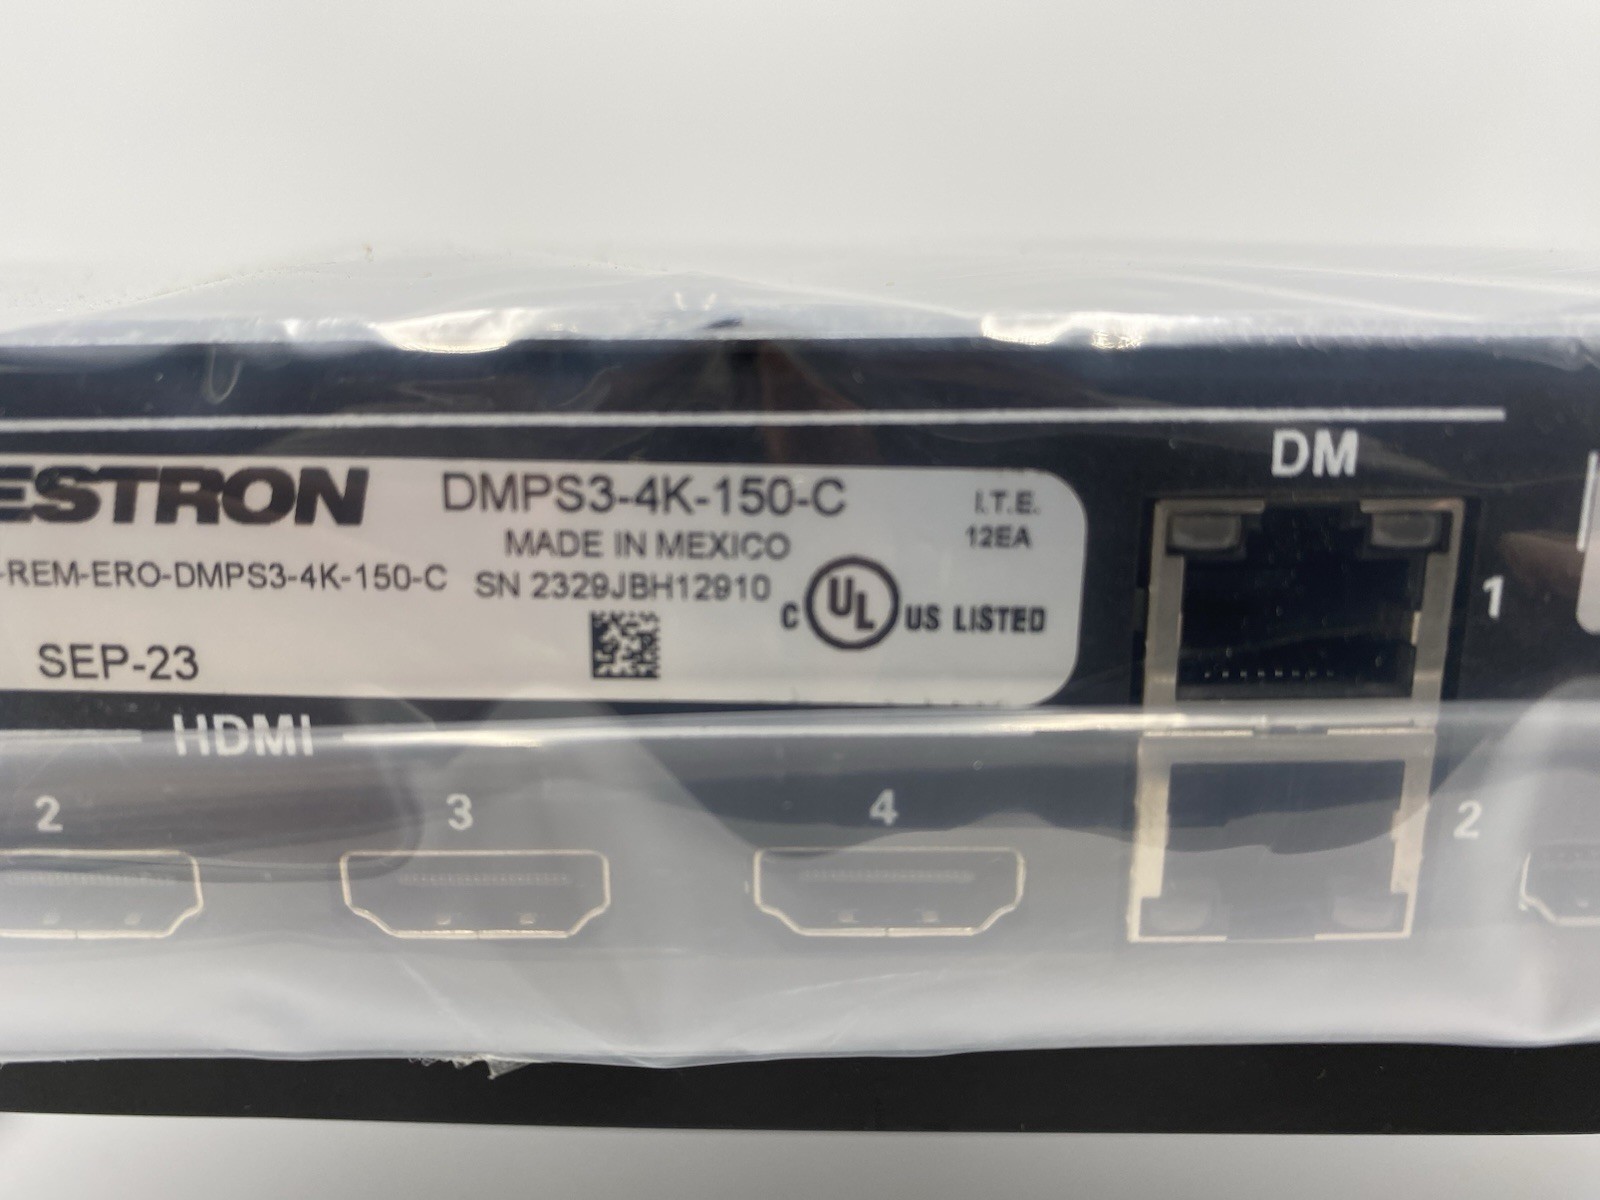 DM
ESTRON DMPS3-4K-150-C I.T.E.
MADE IN MEXICO 12EA
-REM-ERO-DMPS3-4K-150-C SN 2329JBH12910
C UL US LISTED
1
SEP-23
HDMI
2 3 4 2